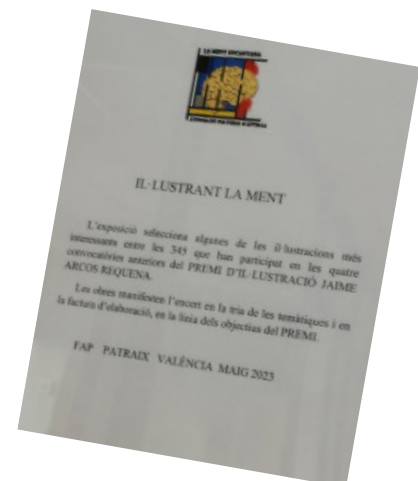 LA MENT ENCANTADA
IL·LUSTRANT LA MENT
L'exposició selecciona algunes de les il·lustracions més
interessants entre les 345 que han participat en les quatre
convocatòries anteriors del PREMI D'IL·LUSTRACIÓ JAIME
ARCOS REQUENA.
Les obres manifesten l'encert en la tria de les temàtiques i en
la factura d'elaboració, en la línia dels objectius del PREMI.
FAP PATRAIX VALÈNCIA MAIG 2023